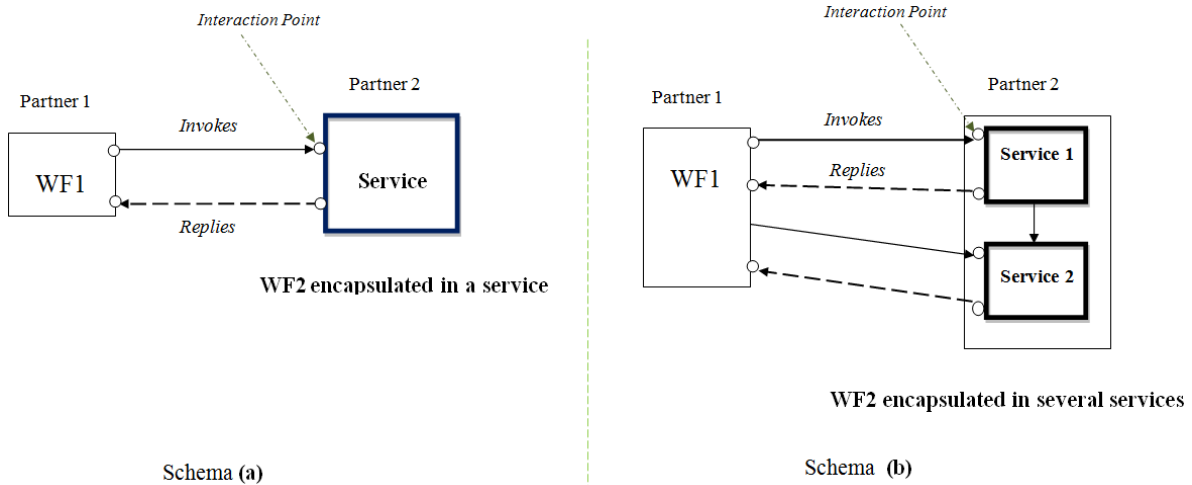 Interaction Point
Partner 1
Partner 2
Invokes
WF1
Service
Replies
WF2 encapsulated in a service
Schema (a)
Interaction Point
Partner 1
Partner 2
Invokes
Service 1
WF1
Replies
Service 2
WF2 encapsulated in several services
Schema (b)